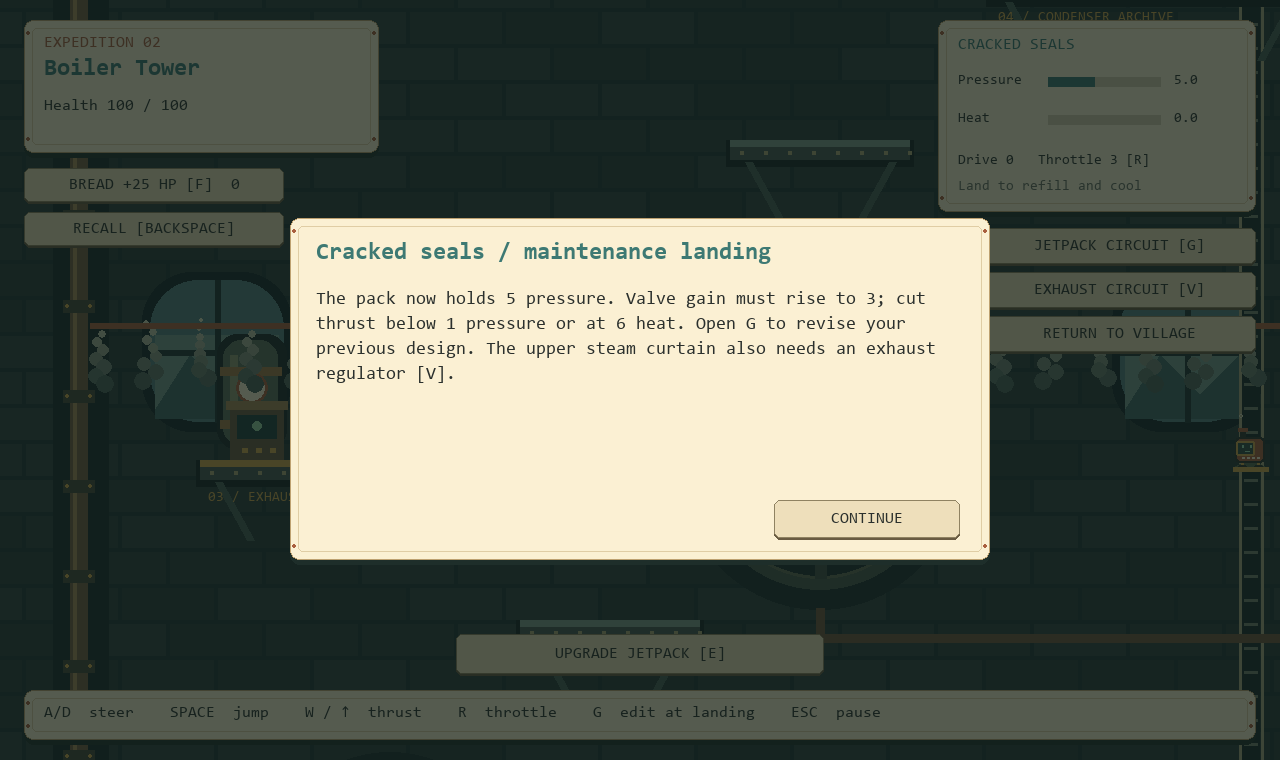 04 / CONDENSER ARCHIVE
EXPEDITION 02
Boiler Tower
Health 100 / 100
CRACKED SEALS
Pressure 5.0
Heat 0.0
Drive 0 Throttle 3 [R]
Land to refill and cool
BREAD +25 HP [F] 0
RECALL [BACKSPACE]
JETPACK CIRCUIT [G]
EXHAUST CIRCUIT [V]
RETURN TO VILLAGE
Cracked seals / maintenance landing
The pack now holds 5 pressure. Valve gain must rise to 3; cut
thrust below 1 pressure or at 6 heat. Open G to revise your
previous design. The upper steam curtain also needs an exhaust
regulator [V].
CONTINUE
03 / EXHAUS
UPGRADE JETPACK [E]
A/D steer SPACE jump W / ↑ thrust R throttle G edit at landing ESC pause